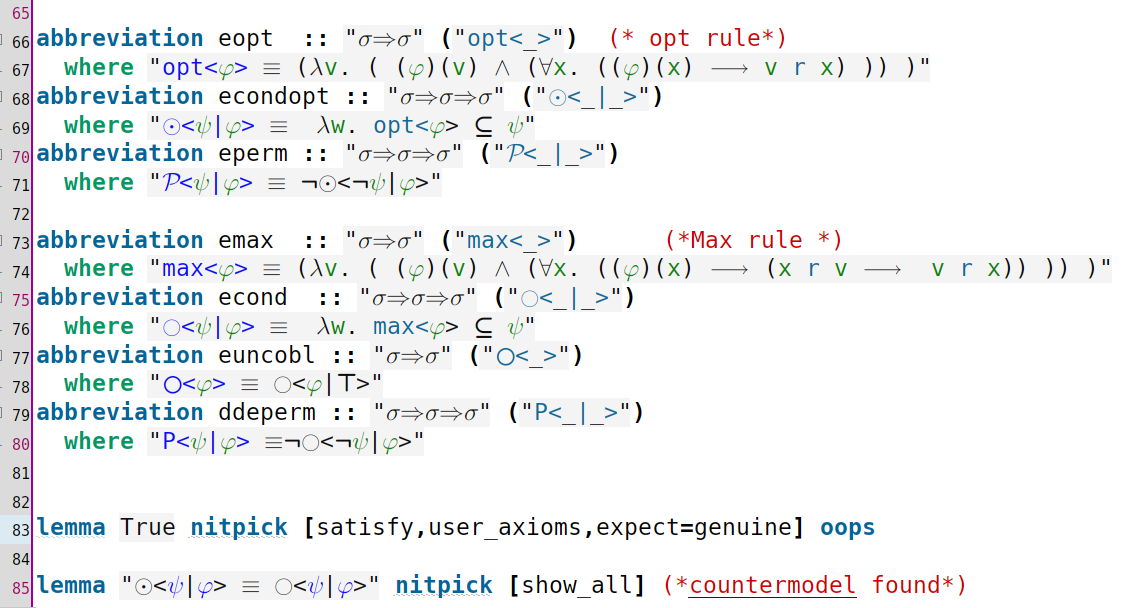 65
66 abbreviation eopt :: "σ⇒σ" ("opt<_>") (* opt rule*)
67 where "opt<φ> ≡ (λv. ( (φ)(v) ∧ (∀x. ((φ)(x) ⟶ v r x) )) )"
68 abbreviation econdopt :: "σ⇒σ⇒σ" ("⊙<_|_>")
69 where "⊙<ψ|φ> ≡ λw. opt<φ> ⊆ ψ"
70 abbreviation eperm :: "σ⇒σ⇒σ" ("𝒫<_|_>")
71 where "𝒫<ψ|φ> ≡ ¬⊙<¬ψ|φ>"
72
73 abbreviation emax :: "σ⇒σ" ("max<_>") (*Max rule *)
74 where "max<φ> ≡ (λv. ( (φ)(v) ∧ (∀x. ((φ)(x) ⟶ (x r v ⟶ v r x)) )) )"
75 abbreviation econd :: "σ⇒σ⇒σ" ("○<_|_>")
76 where "○<ψ|φ> ≡ λw. max<φ> ⊆ ψ"
77 abbreviation euncobl :: "σ⇒σ" ("❍<_>")
78 where "❍<φ> ≡ ○<φ|⊤>"
79 abbreviation ddeperm :: "σ⇒σ⇒σ" ("P<_|_>")
80 where "P<ψ|φ> ≡¬○<¬ψ|φ>"
81
82
83 lemma True nitpick [satisfy,user_axioms,expect=genuine] oops
84
85 lemma "⊙<ψ|φ> ≡ ○<ψ|φ>" nitpick [show_all] (*countermodel found*)